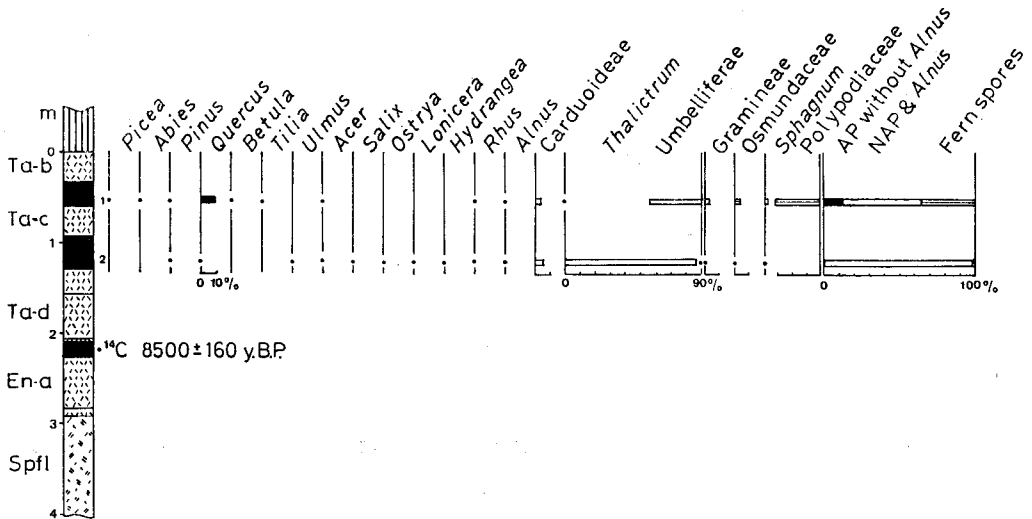 m
Picea
Abies
Pinus
Quercus
Betula
Tilia
Ulmus
Acer
Salix
Ostrya
Lonicera
Hydrangea
Rhus
Alnus
Carduoideae
Thalictrum
Umbelliferae
Gramineae
Osmundaceae
Sphagnum
Polypodiaceae
AP without Alnus
NAP & Alnus
Fern spores
0
Ta-b
1
Ta-c
1
2
0 10% 0 90% 0 100%
Ta-d
2
¹⁴C 8500 ± 160 y.B.P.
En-a
3
Spfl
4